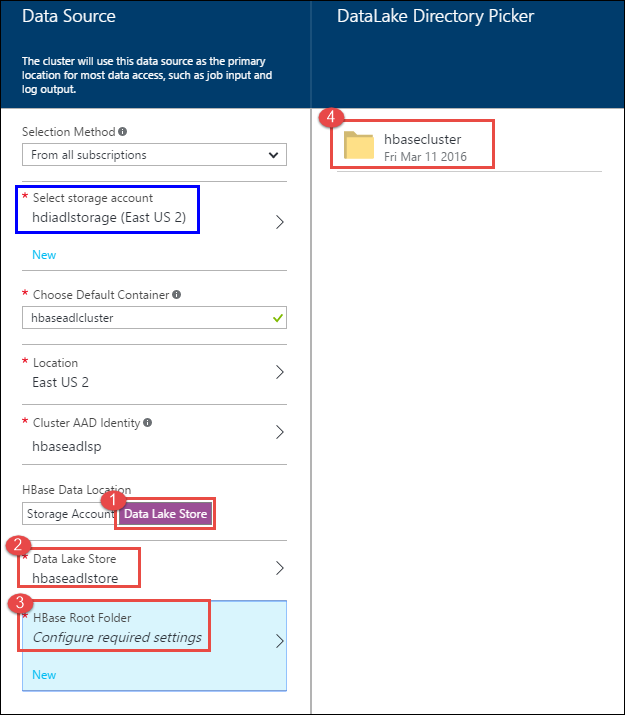 Data Source
The cluster will use this data source as the primary
location for most data access, such as job input and
log output.
Selection Method
From all subscriptions
* Select storage account
hdiadlstorage (East US 2)
New
* Choose Default Container
hbaseadlcluster
* Location
East US 2
* Cluster AAD Identity
hbaseadlsp
HBase Data Location
1
Storage Account Data Lake Store
2
* Data Lake Store
hbaseadlstore
3
* HBase Root Folder
Configure required settings
New
DataLake Directory Picker
4
hbasecluster
Fri Mar 11 2016